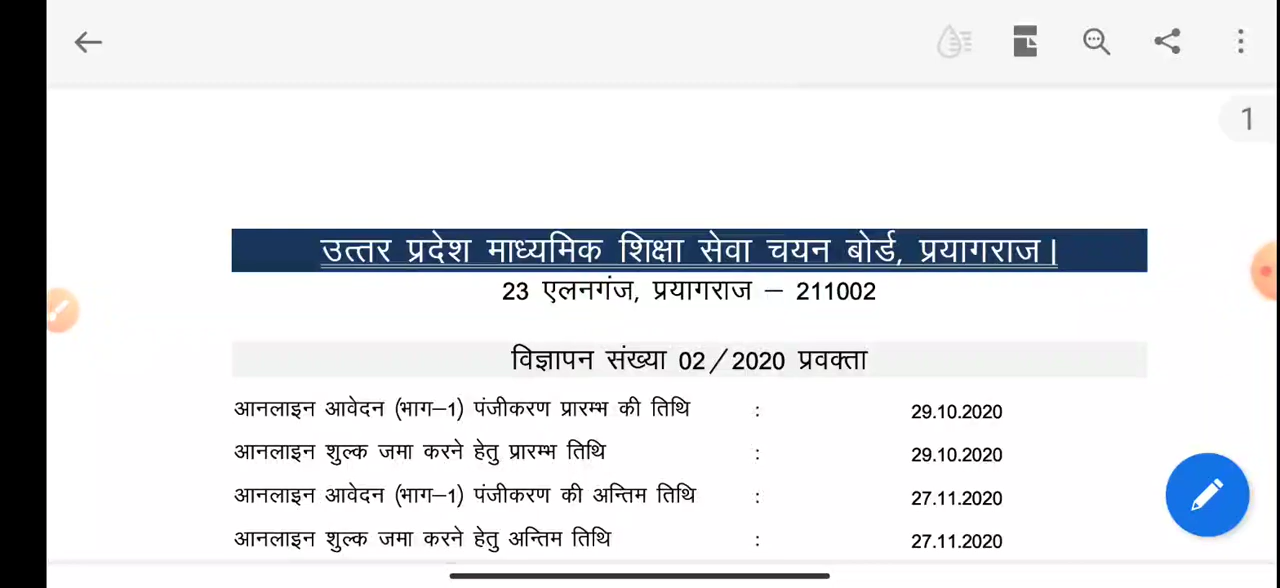 1
उत्तर प्रदेश माध्यमिक शिक्षा सेवा चयन बोर्ड, प्रयागराज।
23 एलनगंज, प्रयागराज – 211002
विज्ञापन संख्या 02/2020 प्रवक्ता
आनलाइन आवेदन (भाग–1) पंजीकरण प्रारम्भ की तिथि : 29.10.2020
आनलाइन शुल्क जमा करने हेतु प्रारम्भ तिथि : 29.10.2020
आनलाइन आवेदन (भाग–1) पंजीकरण की अन्तिम तिथि : 27.11.2020
आनलाइन शुल्क जमा करने हेतु अन्तिम तिथि : 27.11.2020